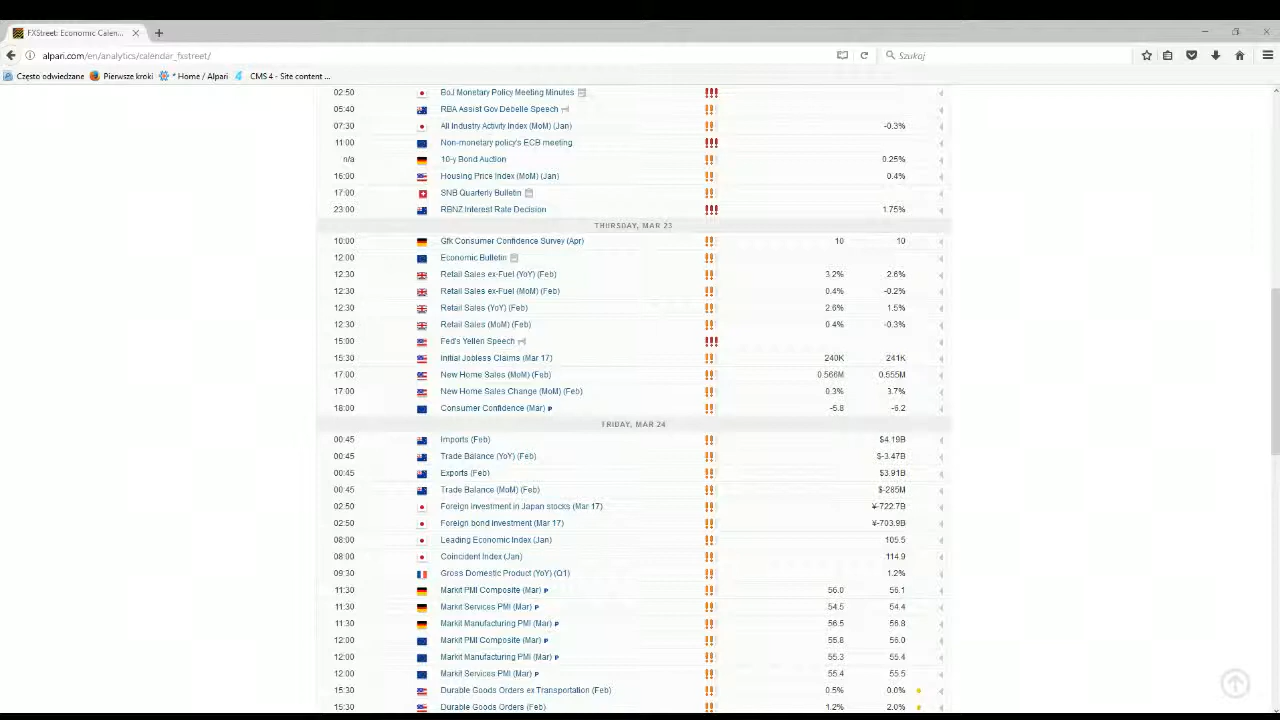 FXStreet: Economic Calen...
alpari.com/en/analytics/calendar_fxstreet/
Szukaj
Często odwiedzane Pierwsze kroki * Home / Alpari CMS 4 - Site content ...
02:50 BoJ Monetary Policy Meeting Minutes
05:40 RBA Assist Gov Debelle Speech
07:30 All Industry Activity Index (MoM) (Jan) -0.3%
11:00 Non-monetary policy's ECB meeting
n/a 10-y Bond Auction 0.25%
16:00 Housing Price Index (MoM) (Jan) 0.4%
17:00 SNB Quarterly Bulletin
23:00 RBNZ Interest Rate Decision 1.75%
THURSDAY, MAR 23
10:00 Gfk Consumer Confidence Survey (Apr) 10 10
12:00 Economic Bulletin
12:30 Retail Sales ex-Fuel (YoY) (Feb) 3.2% 2.6%
12:30 Retail Sales ex-Fuel (MoM) (Feb) 0.4% -0.2%
12:30 Retail Sales (YoY) (Feb) 2.6% 1.5%
12:30 Retail Sales (MoM) (Feb) 0.4% -0.3%
15:00 Fed's Yellen Speech
15:30 Initial Jobless Claims (Mar 17) 240K 241K
17:00 New Home Sales (MoM) (Feb) 0.566M 0.555M
17:00 New Home Sales Change (MoM) (Feb) 0.3% 3.7%
18:00 Consumer Confidence (Mar) P -5.8 -6.2
FRIDAY, MAR 24
00:45 Imports (Feb) $4.19B
00:45 Trade Balance (YoY) (Feb) $-3.47B
00:45 Exports (Feb) $3.91B
00:45 Trade Balance (MoM) (Feb) $-285M
02:50 Foreign investment in Japan stocks (Mar 17) ¥-722.7B
02:50 Foreign bond investment (Mar 17) ¥-703.9B
08:00 Leading Economic Index (Jan) 105.5
08:00 Coincident Index (Jan) 114.9
09:30 Gross Domestic Product (YoY) (Q1) 1.2%
11:30 Markit PMI Composite (Mar) P 56.0 56.1
11:30 Markit Services PMI (Mar) P 54.5 54.4
11:30 Markit Manufacturing PMI (Mar) P 56.5 56.8
12:00 Markit PMI Composite (Mar) P 55.8 56.0
12:00 Markit Manufacturing PMI (Mar) P 55.3 55.4
12:00 Markit Services PMI (Mar) P 55.4 55.5
15:30 Durable Goods Orders ex Transportation (Feb) 0.5% 0.0%
15:30 Durable Goods Orders (Feb) 1.2% 2.0%